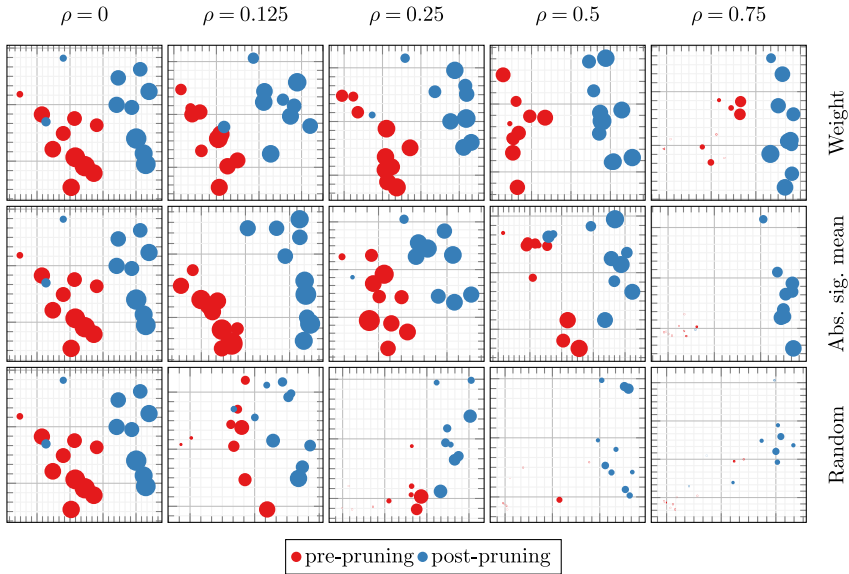 ρ = 0
ρ = 0.125
ρ = 0.25
ρ = 0.5
ρ = 0.75
Weight
Abs. sig. mean
Random
pre-pruning post-pruning